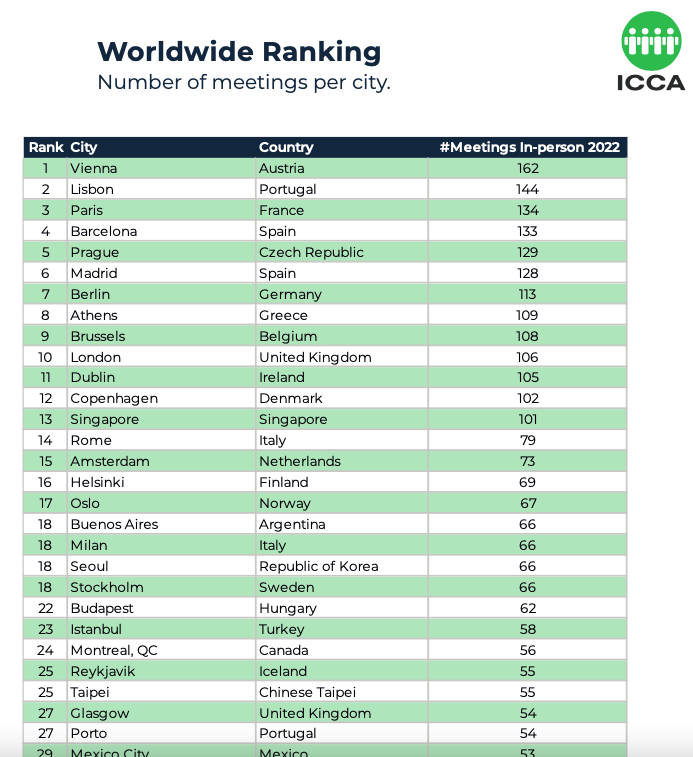 Worldwide Ranking
Number of meetings per city.
ICCA
Rank City Country #Meetings In-person 2022
1 Vienna Austria 162
2 Lisbon Portugal 144
3 Paris France 134
4 Barcelona Spain 133
5 Prague Czech Republic 129
6 Madrid Spain 128
7 Berlin Germany 113
8 Athens Greece 109
9 Brussels Belgium 108
10 London United Kingdom 106
11 Dublin Ireland 105
12 Copenhagen Denmark 102
13 Singapore Singapore 101
14 Rome Italy 79
15 Amsterdam Netherlands 73
16 Helsinki Finland 69
17 Oslo Norway 67
18 Buenos Aires Argentina 66
18 Milan Italy 66
18 Seoul Republic of Korea 66
18 Stockholm Sweden 66
22 Budapest Hungary 62
23 Istanbul Turkey 58
24 Montreal, QC Canada 56
25 Reykjavik Iceland 55
25 Taipei Chinese Taipei 55
27 Glasgow United Kingdom 54
27 Porto Portugal 54
29 Mexico City Mexico 53